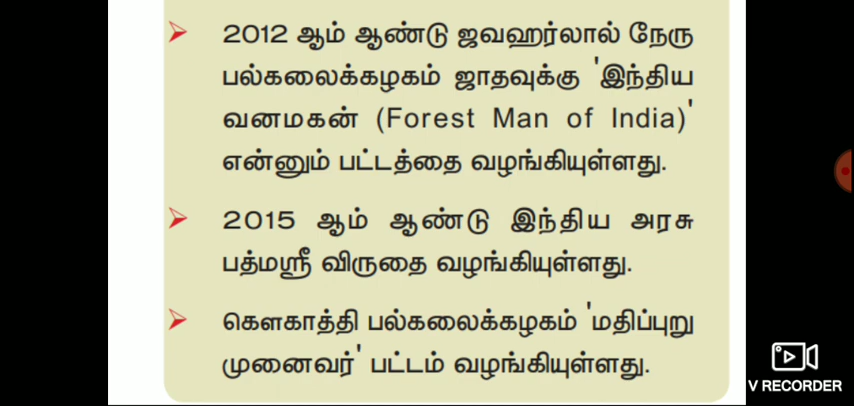 2012 ஆம் ஆண்டு ஜவஹர்லால் நேரு
பல்கலைக்கழகம் ஜாதவுக்கு 'இந்திய
வனமகன் (Forest Man of India)'
என்னும் பட்டத்தை வழங்கியுள்ளது.
2015 ஆம் ஆண்டு இந்திய அரசு
பத்மஸ்ரீ விருதை வழங்கியுள்ளது.
கௌகாத்தி பல்கலைக்கழகம் 'மதிப்புறு
முனைவர்' பட்டம் வழங்கியுள்ளது.
V RECORDER